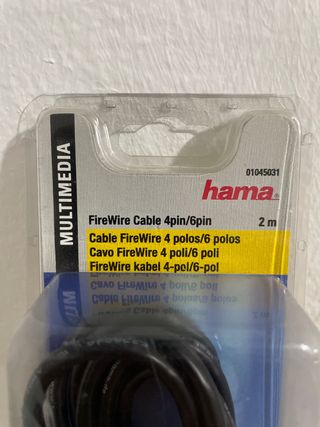 MULTIMEDIA
01045031
hama®
FireWire Cable 4pin/6pin 2 m
Cable FireWire 4 polos/6 polos
Cavo FireWire 4 poli/6 poli
FireWire kabel 4-pol/6-pol